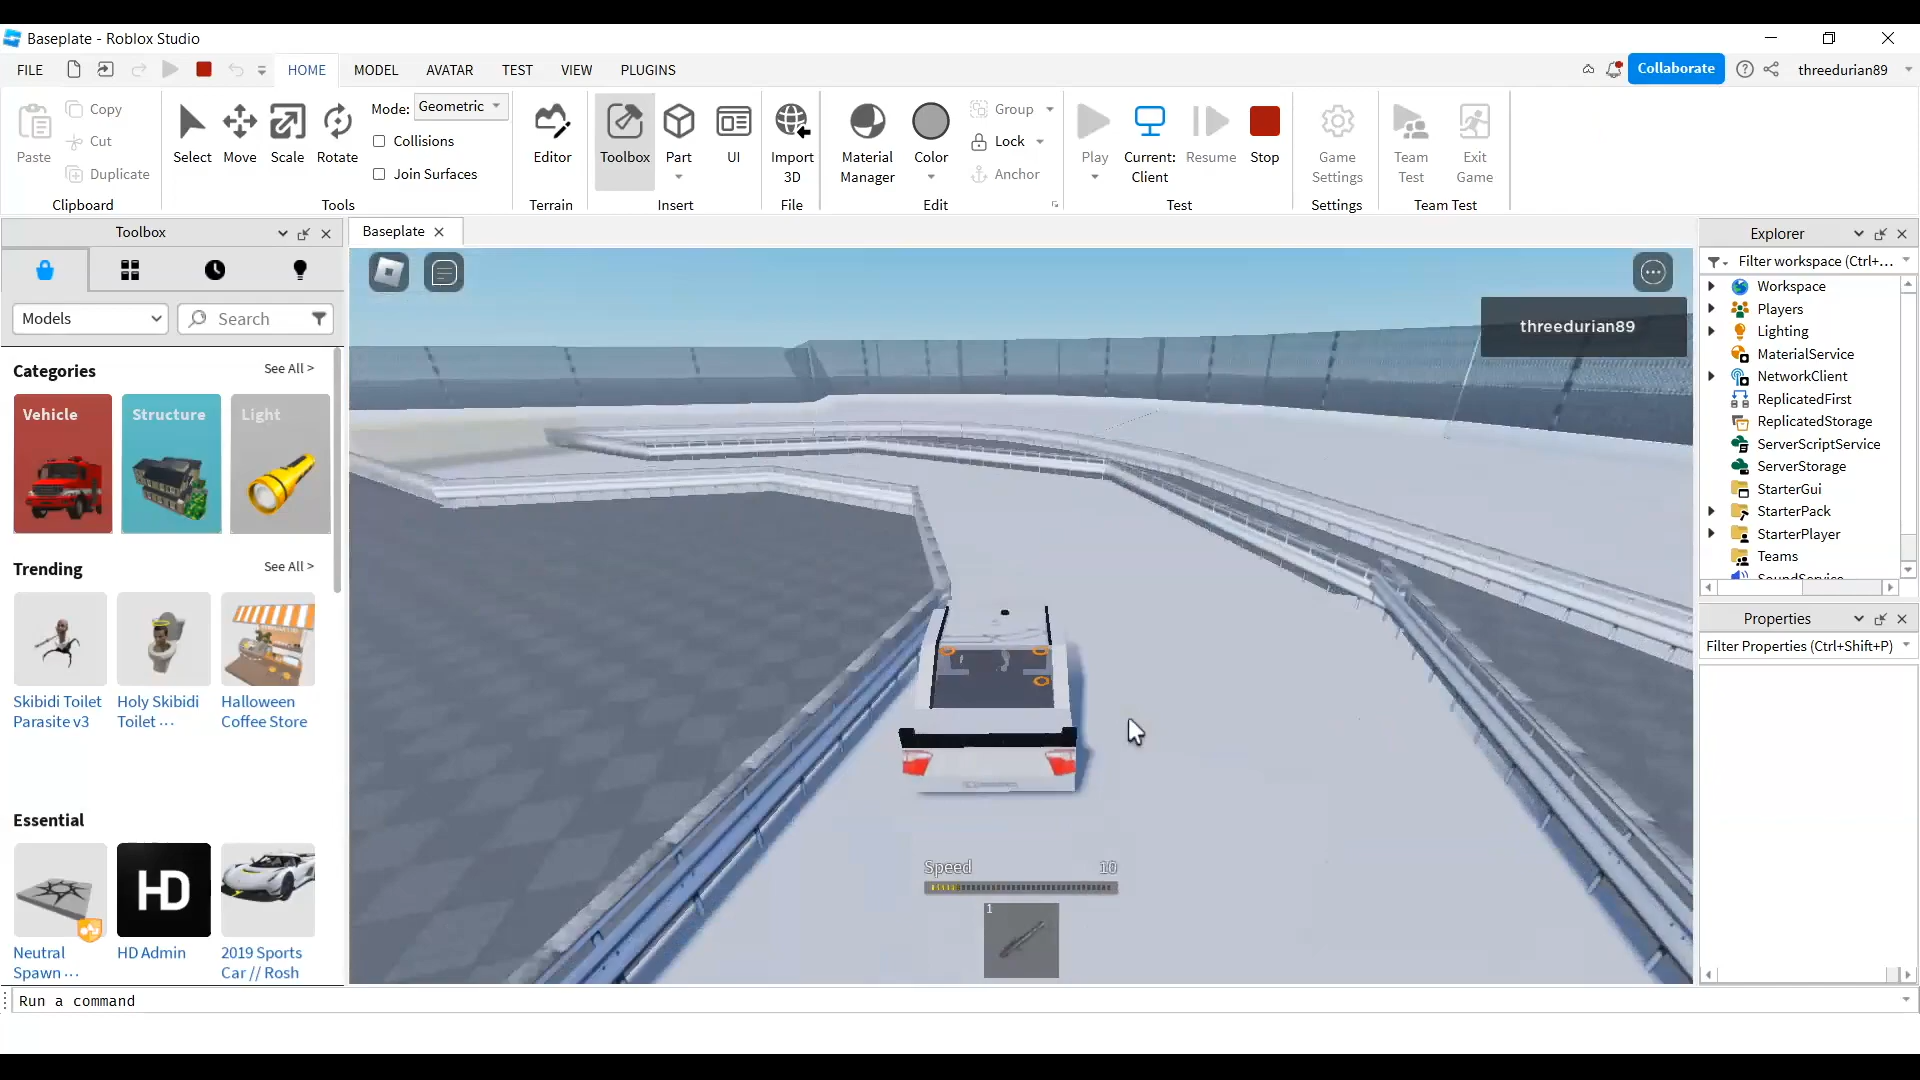 Baseplate - Roblox Studio
FILE
HOME
MODEL
AVATAR
TEST
VIEW
PLUGINS
Collaborate
threedurian89
Paste
Copy
Cut
Duplicate
Clipboard
Select
Move
Scale
Rotate
Mode: Geometric
Collisions
Join Surfaces
Tools
Editor
Terrain
Toolbox
Part
UI
Insert
Import
3D
File
Material
Manager
Color
Group
Lock
Anchor
Edit
Play
Current:
Client
Resume
Stop
Test
Game
Settings
Settings
Team
Test
Exit
Game
Team Test
Toolbox
Models
Search
Categories
See All >
Vehicle
Structure
Light
Trending
See All >
Skibidi Toilet
Parasite v3
Holy Skibidi
Toilet ...
Halloween
Coffee Store
Essential
HD
Neutral
Spawn ...
HD Admin
2019 Sports
Car // Rosh
Baseplate
threedurian89
Speed 10
1
Explorer
Filter workspace (Ctrl+...
Workspace
Players
Lighting
MaterialService
NetworkClient
ReplicatedFirst
ReplicatedStorage
ServerScriptService
ServerStorage
StarterGui
StarterPack
StarterPlayer
Teams
SoundService
Properties
Filter Properties (Ctrl+Shift+P)
Run a command